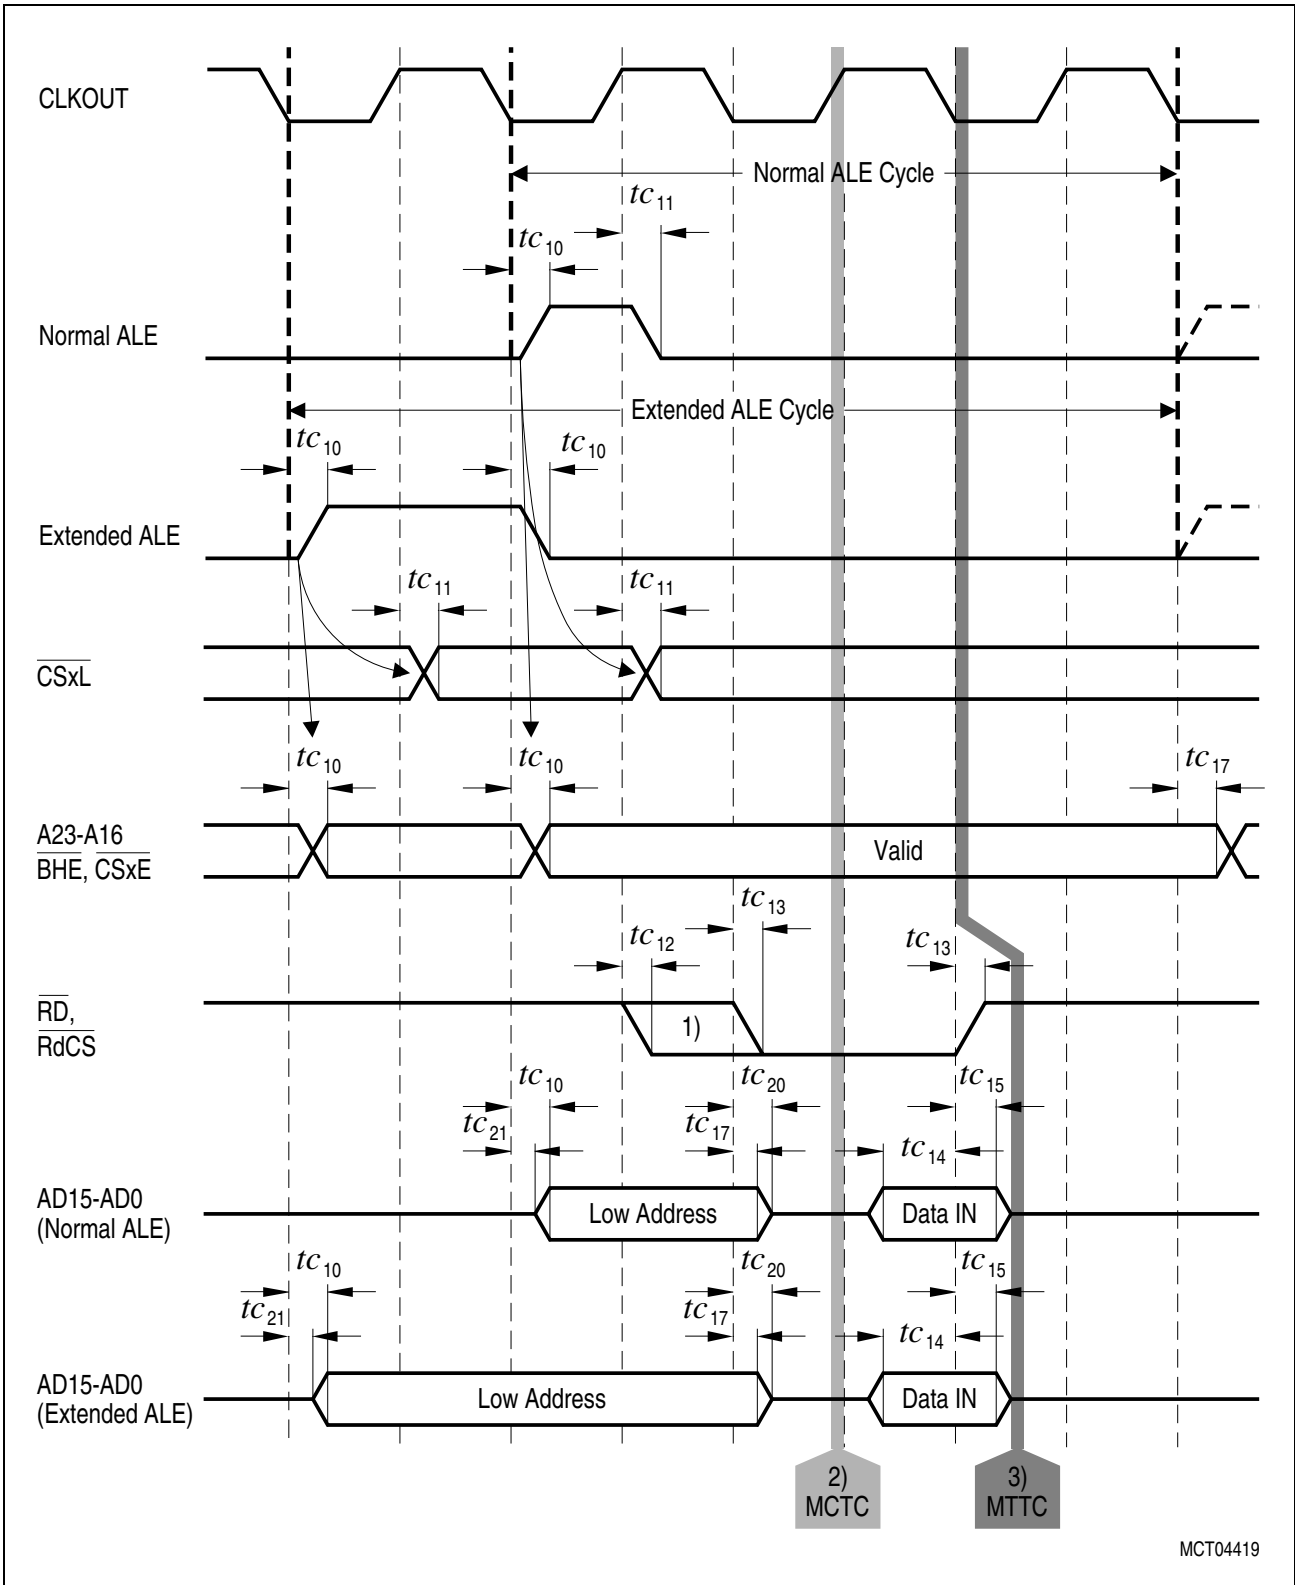 CLKOUT
Normal ALE Cycle
tc11
tc10
Normal ALE
Extended ALE Cycle
tc10
tc10
Extended ALE
tc11
tc11
CSxL
tc10
tc10
tc17
A23-A16
BHE, CSxE
Valid
tc13
tc12
tc13
RD,
RdCS
1)
tc10
tc20
tc15
tc21
tc17
tc14
AD15-AD0
(Normal ALE)
Low Address
Data IN
tc10
tc20
tc15
tc21
tc17
tc14
AD15-AD0
(Extended ALE)
Low Address
Data IN
2)
MCTC
3)
MTTC
MCT04419